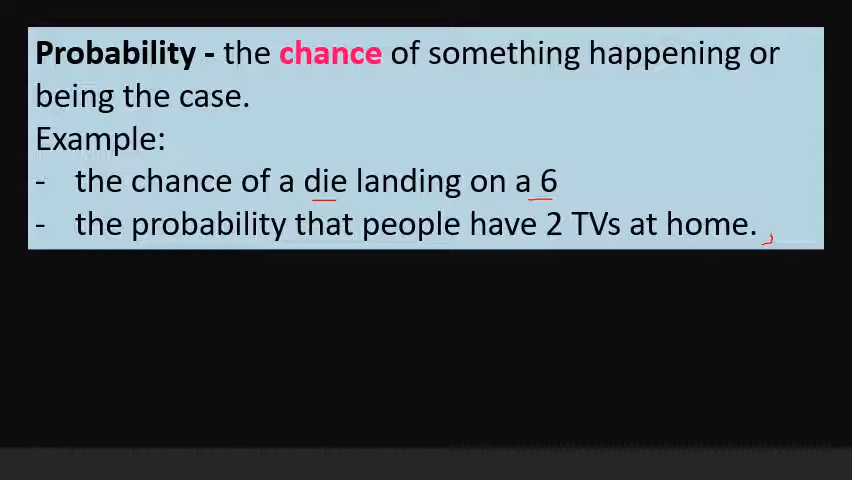 Probability - the chance of something happening or
being the case.
Example:
- the chance of a die landing on a 6
- the probability that people have 2 TVs at home.